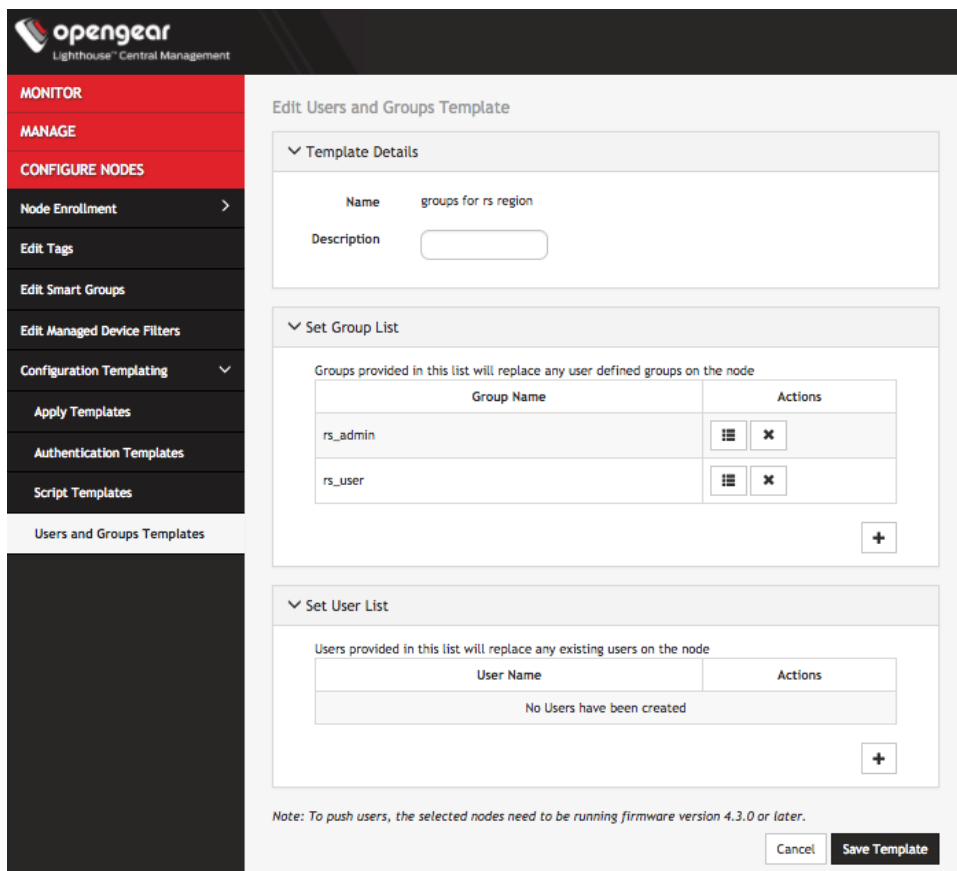 opengear
Lighthouse™ Central Management
MONITOR
MANAGE
CONFIGURE NODES
Node Enrollment
Edit Tags
Edit Smart Groups
Edit Managed Device Filters
Configuration Templating
Apply Templates
Authentication Templates
Script Templates
Users and Groups Templates
Edit Users and Groups Template
Template Details
Name groups for rs region
Description
Set Group List
Groups provided in this list will replace any user defined groups on the node
Group Name Actions
rs_admin
rs_user
Set User List
Users provided in this list will replace any existing users on the node
User Name Actions
No Users have been created
Note: To push users, the selected nodes need to be running firmware version 4.3.0 or later.
Cancel Save Template